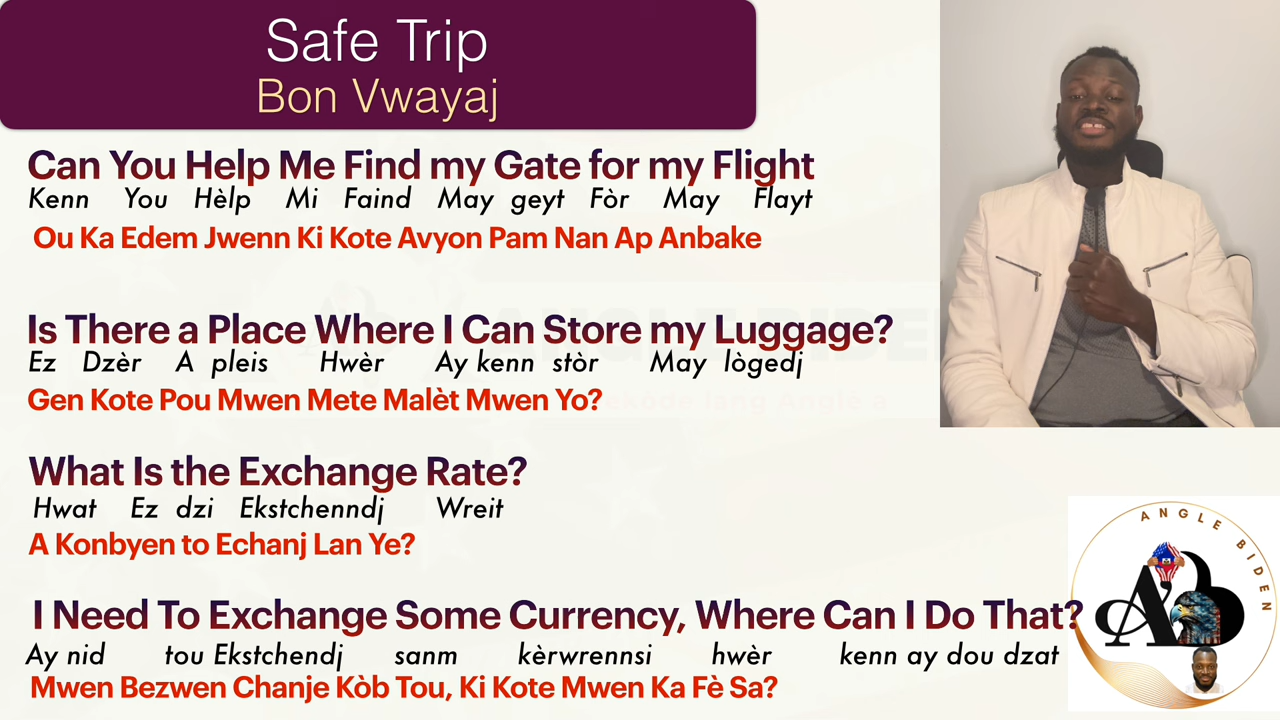 Safe Trip
Bon Vwayaj
Can You Help Me Find my Gate for my Flight
Kenn You Hèlp Mi Faind May geyt Fòr May Flayt
Ou Ka Edem Jwenn Ki Kote Avyon Pam Nan Ap Anbake
Is There a Place Where I Can Store my Luggage?
Ez Dzèr A pleis Hwèr Ay kenn stòr May lògedj
Gen Kote Pou Mwen Mete Malèt Mwen Yo?
What Is the Exchange Rate?
Hwat Ez dzi Ekstchenndj Wreit
A Konbyen to Echanj Lan Ye?
I Need To Exchange Some Currency, Where Can I Do That?
Ay nid tou Ekstchendj sanm kèrwrennsi hwèr kenn ay dou dzat
Mwen Bezwen Chanje Kòb Tou, Ki Kote Mwen Ka Fè Sa?
ANGLE BIDEN
AB